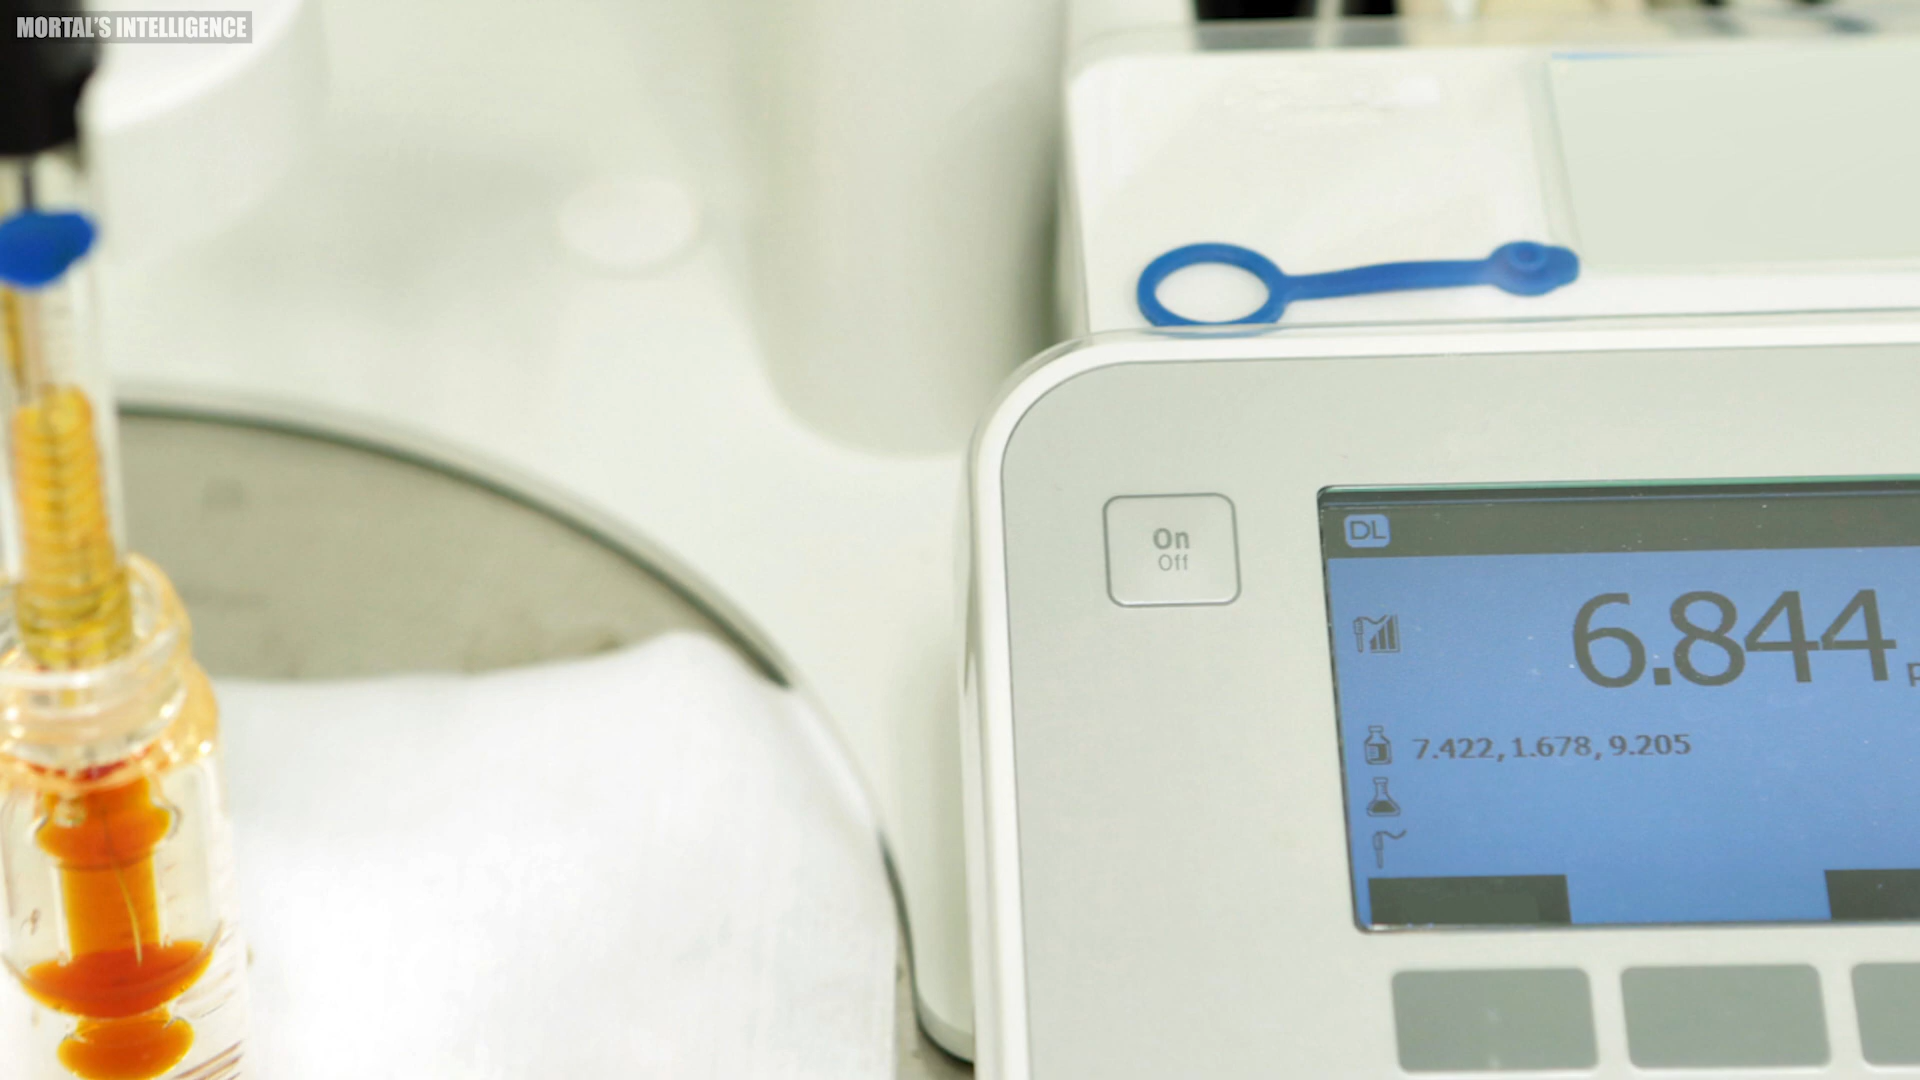 MORTAL'S INTELLIGENCE
On
Off
DL
6.844
7.422, 1.678, 9.205